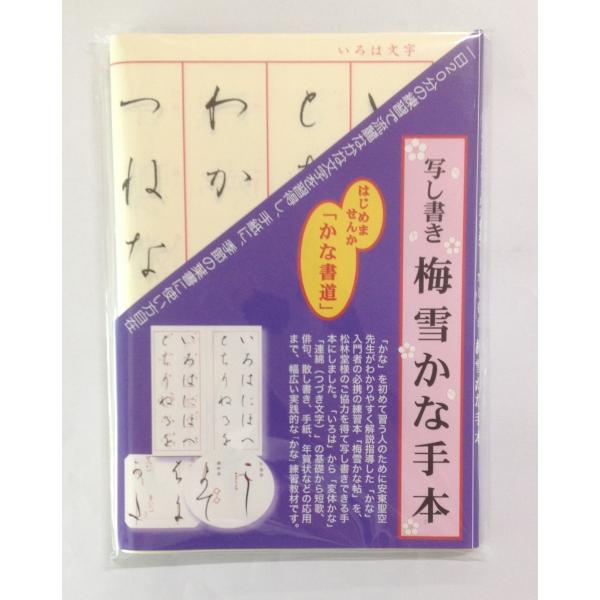 いろは文字
わか
つねな
一日20分の練習で流麗なかな文字を習得し、手紙に、季節の葉書に使い方自在
写し書き 梅雪かな手本
はじめま
せんか
「かな書道」
「かな」を初めて習う人のために安東聖空
先生がわかりやすく解説指導した「かな」
入門者の必携の練習本「梅雪かな帖」を、
松林堂様のご協力を得て写し書きできる手
本にしました。「いろは」から「変体かな」
「連綿（つづき文字）」の基礎から短歌、
俳句、散し書き、手紙、年賀状などの応用
まで、幅広い実践的な「かな」練習教材です。
いろはにほへ
とちりぬるを
いろはにほへ
とちりぬるを